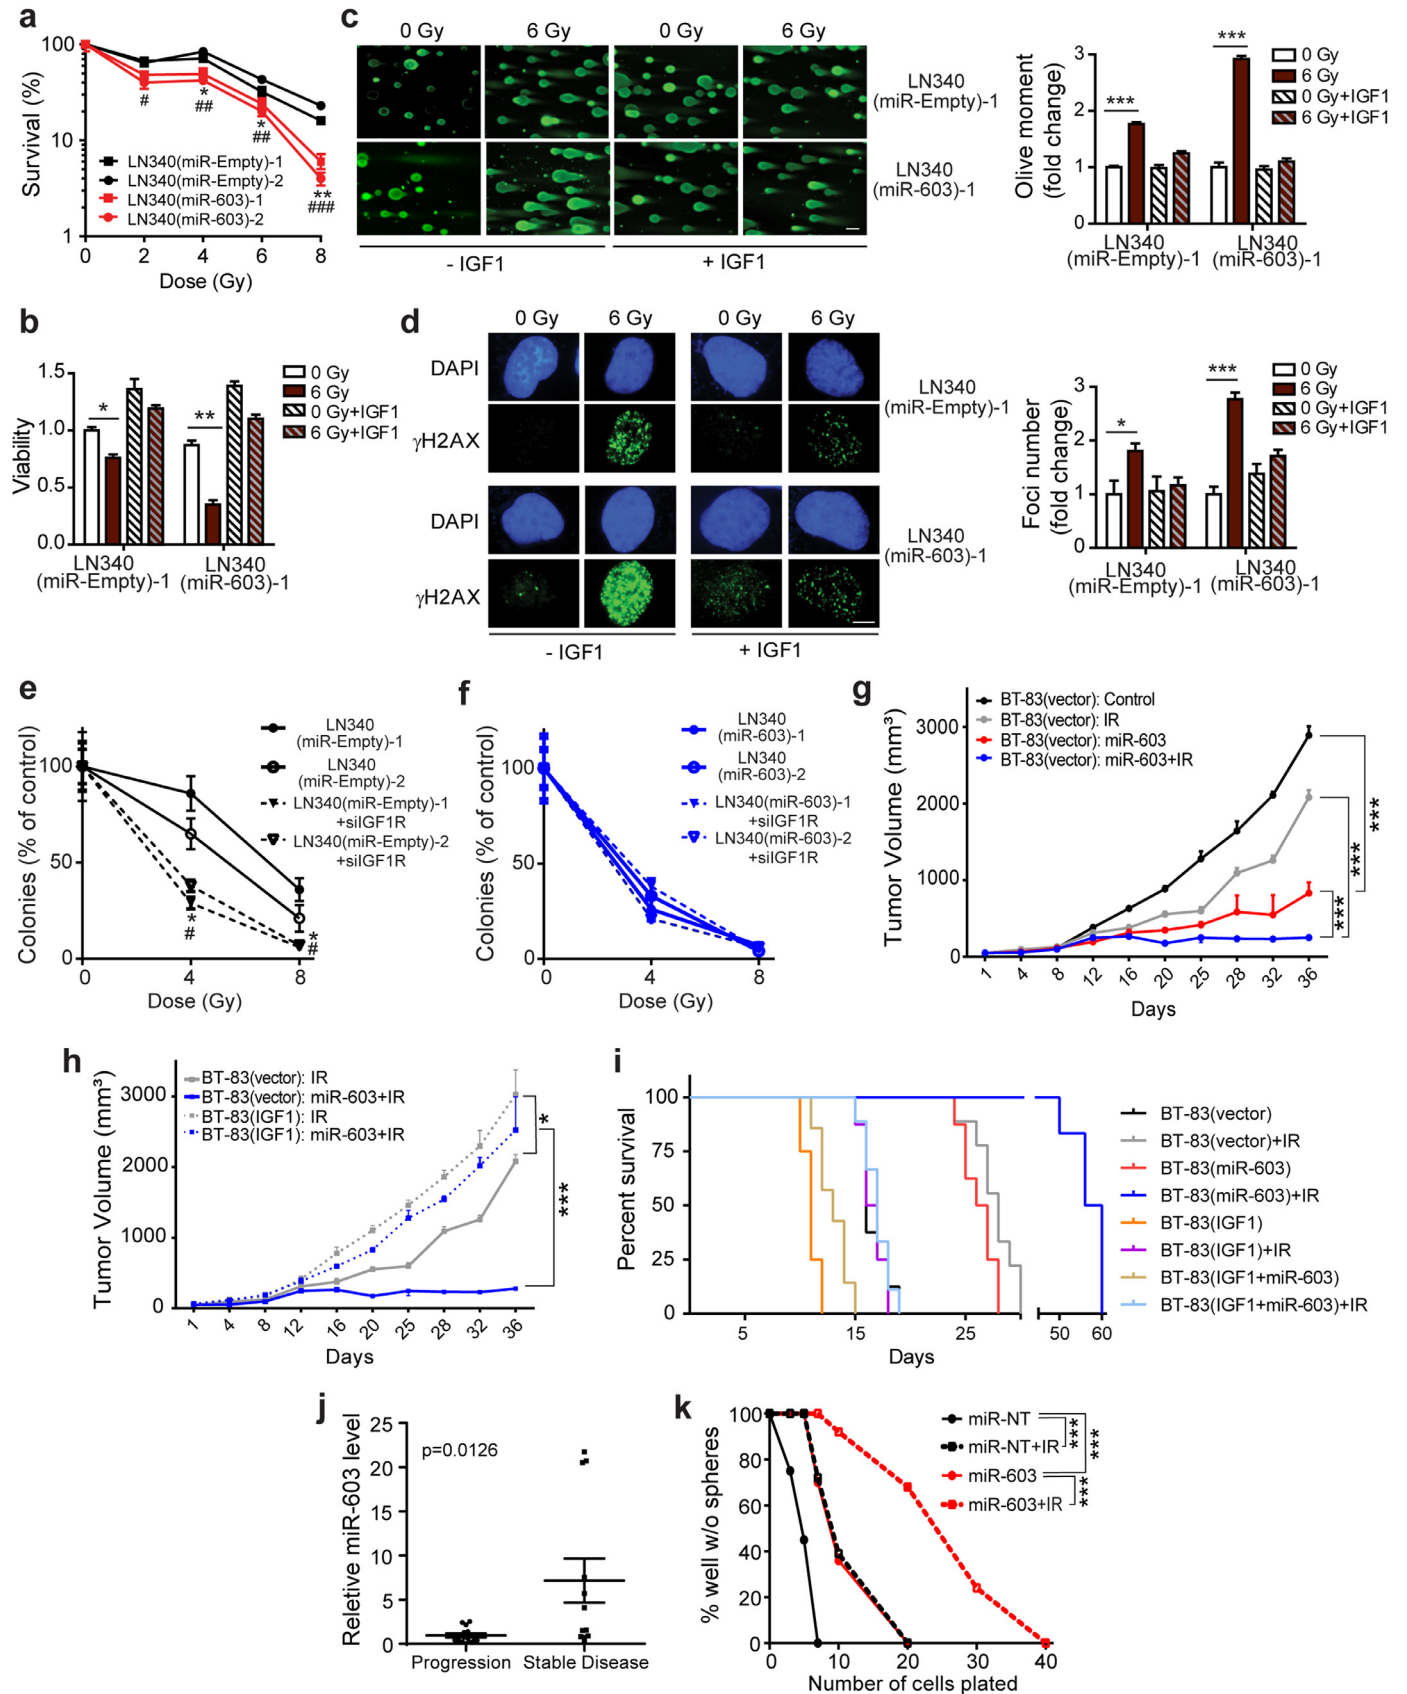 a
100
10
1
Survival (%)
LN340(miR-Empty)-1
LN340(miR-Empty)-2
LN340(miR-603)-1
LN340(miR-603)-2
#
*
##
*
##
**
###
0 2 4 6 8
Dose (Gy)
b
Viability
1.5
1.0
0.5
0.0
*
**
0 Gy
6 Gy
0 Gy+IGF1
6 Gy+IGF1
LN340
(miR-Empty)-1
LN340
(miR-603)-1
c
0 Gy 6 Gy 0 Gy 6 Gy
LN340
(miR-Empty)-1
LN340
(miR-603)-1
- IGF1 + IGF1
Olive moment
(fold change)
3
2
1
0
***
***
0 Gy
6 Gy
0 Gy+IGF1
6 Gy+IGF1
LN340
(miR-Empty)-1
LN340
(miR-603)-1
d
0 Gy 6 Gy 0 Gy 6 Gy
DAPI
γH2AX
DAPI
γH2AX
LN340
(miR-Empty)-1
LN340
(miR-603)-1
- IGF1 + IGF1
Foci number
(fold change)
3
2
1
0
*
***
0 Gy
6 Gy
0 Gy+IGF1
6 Gy+IGF1
LN340
(miR-Empty)-1
LN340
(miR-603)-1
e
Colonies (% of control)
100
50
0
LN340
(miR-Empty)-1
LN340
(miR-Empty)-2
LN340(miR-Empty)-1
+siIGF1R
LN340(miR-Empty)-2
+siIGF1R
*
#
*
#
0 4 8
Dose (Gy)
f
Colonies (% of control)
100
50
0
LN340
(miR-603)-1
LN340
(miR-603)-2
LN340(miR-603)-1
+siIGF1R
LN340(miR-603)-2
+siIGF1R
0 4 8
Dose (Gy)
g
Tumor Volume (mm³)
3000
2000
1000
0
BT-83(vector): Control
BT-83(vector): IR
BT-83(vector): miR-603
BT-83(vector): miR-603+IR
***
***
***
1 4 8 12 16 20 25 28 32 36
Days
h
Tumor Volume (mm³)
3000
2000
1000
0
BT-83(vector): IR
BT-83(vector): miR-603+IR
BT-83(IGF1): IR
BT-83(IGF1): miR-603+IR
*
***
1 4 8 12 16 20 25 28 32 36
Days
i
Percent survival
100
75
50
25
0
5 15 25 50 60
Days
BT-83(vector)
BT-83(vector)+IR
BT-83(miR-603)
BT-83(miR-603)+IR
BT-83(IGF1)
BT-83(IGF1)+IR
BT-83(IGF1+miR-603)
BT-83(IGF1+miR-603)+IR
j
Reletive miR-603 level
25
20
15
10
5
0
p=0.0126
Progression Stable Disease
k
% well w/o spheres
100
80
60
40
20
0
miR-NT
miR-NT+IR
miR-603
miR-603+IR
***
***
***
0 10 20 30 40
Number of cells plated